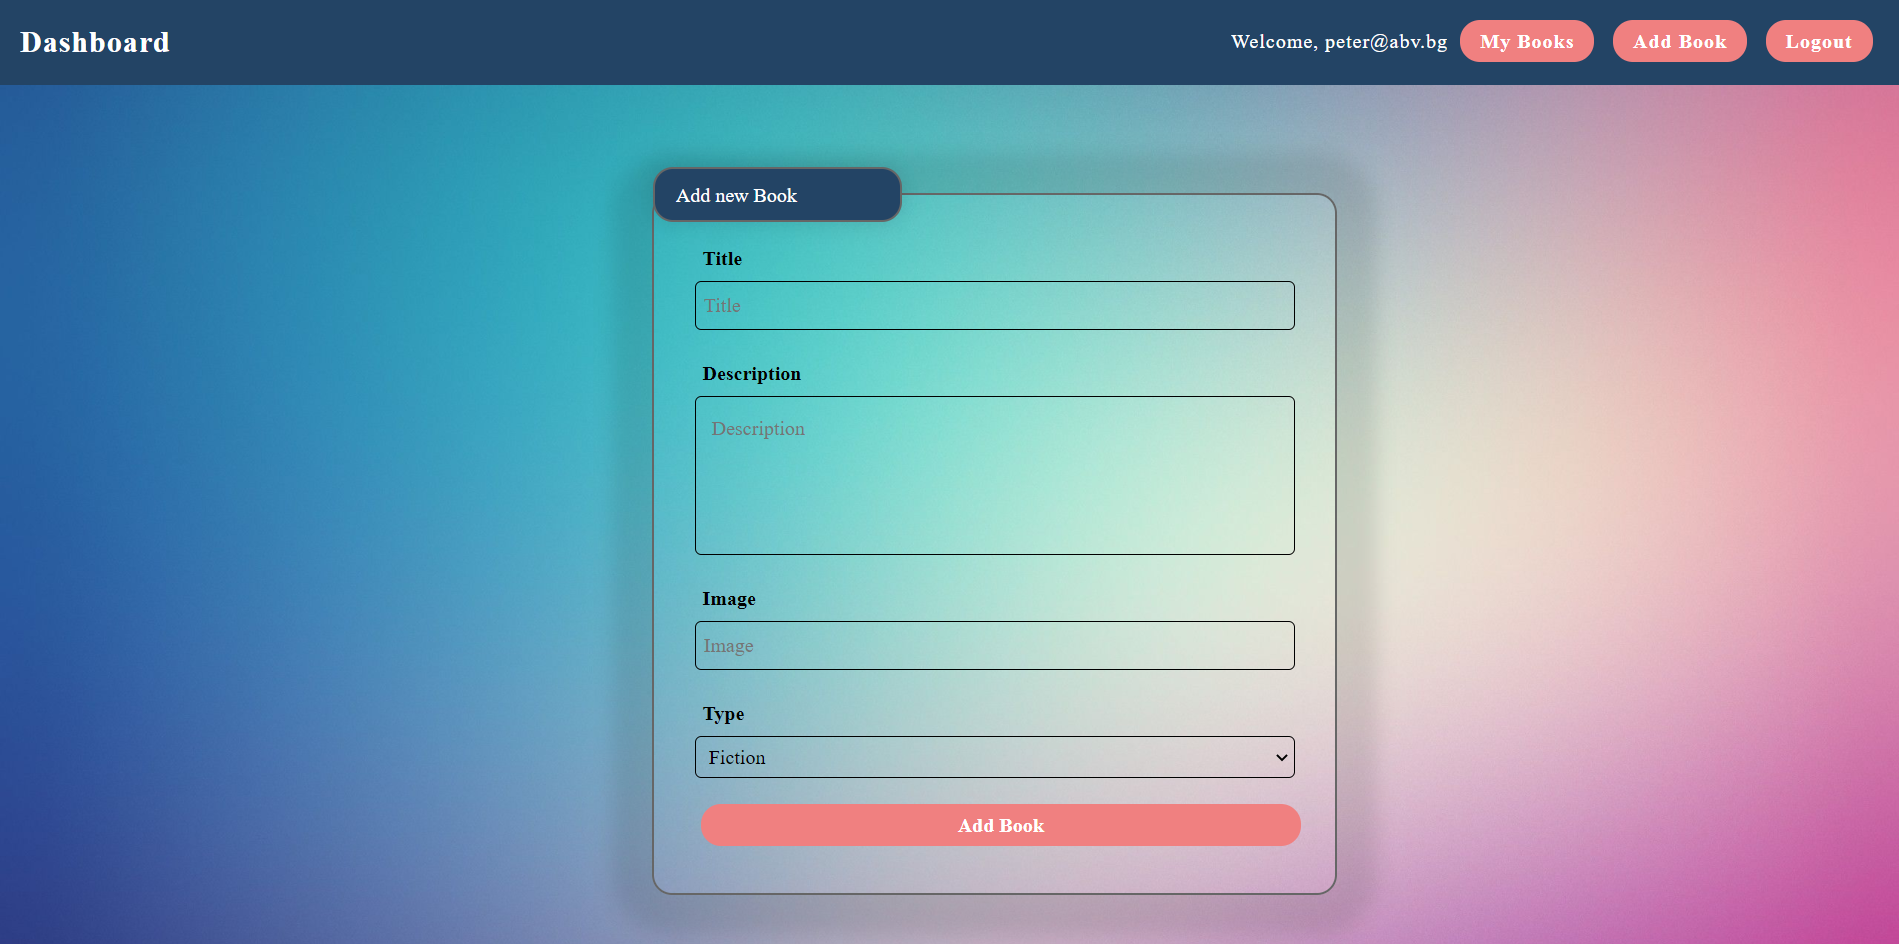 Dashboard
Welcome, peter@abv.bg My Books Add Book Logout
Add new Book
Title
Title
Description
Description
Image
Image
Type
Fiction
Add Book